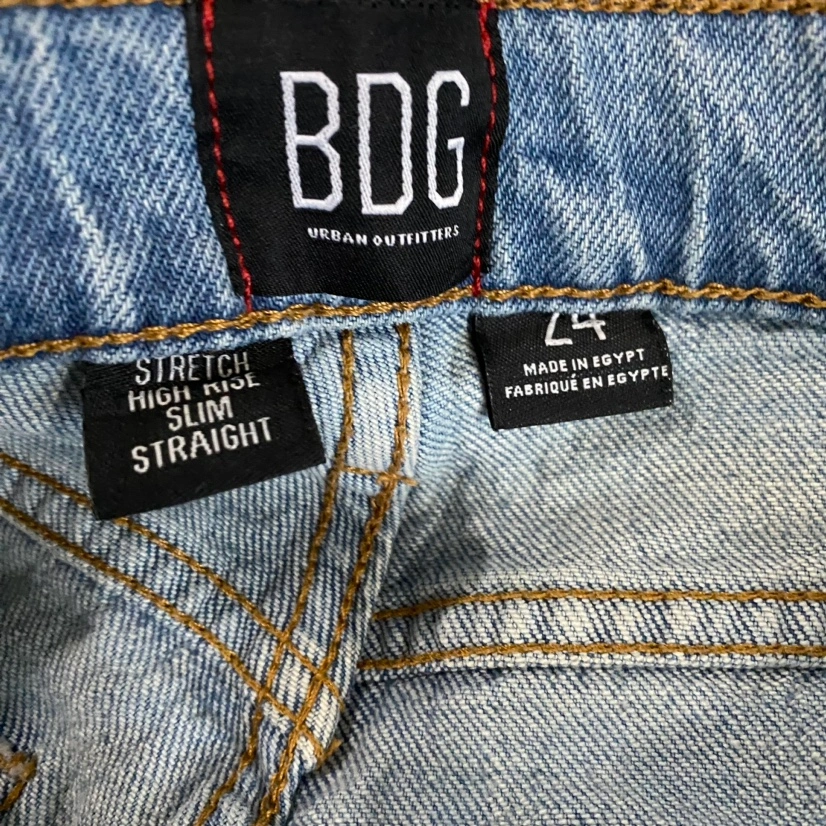 BDG
URBAN OUTFITTERS
STRETCH
HIGH RISE
SLIM
STRAIGHT
24
MADE IN EGYPT
FABRIQUÉ EN EGYPTE